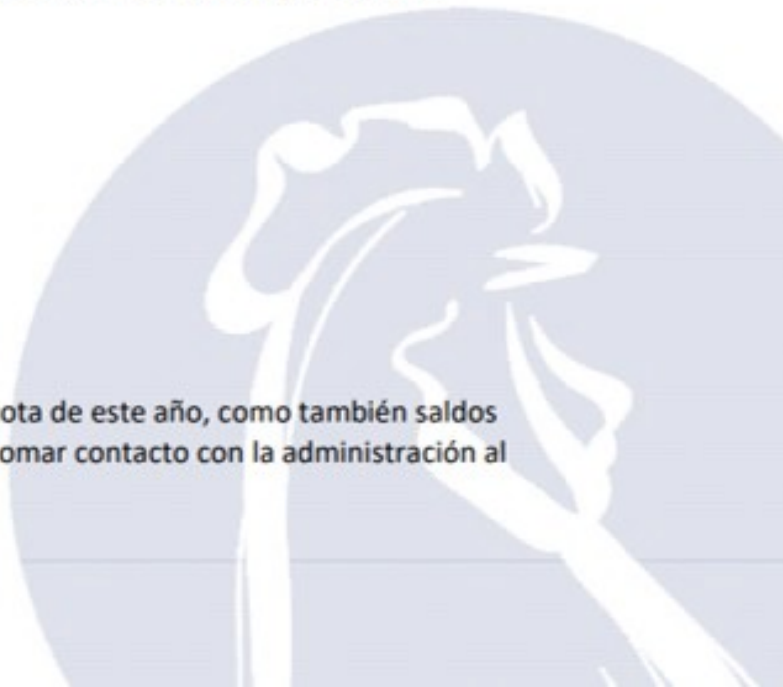 ota de este año, como también saldos
omar contacto con la administración al